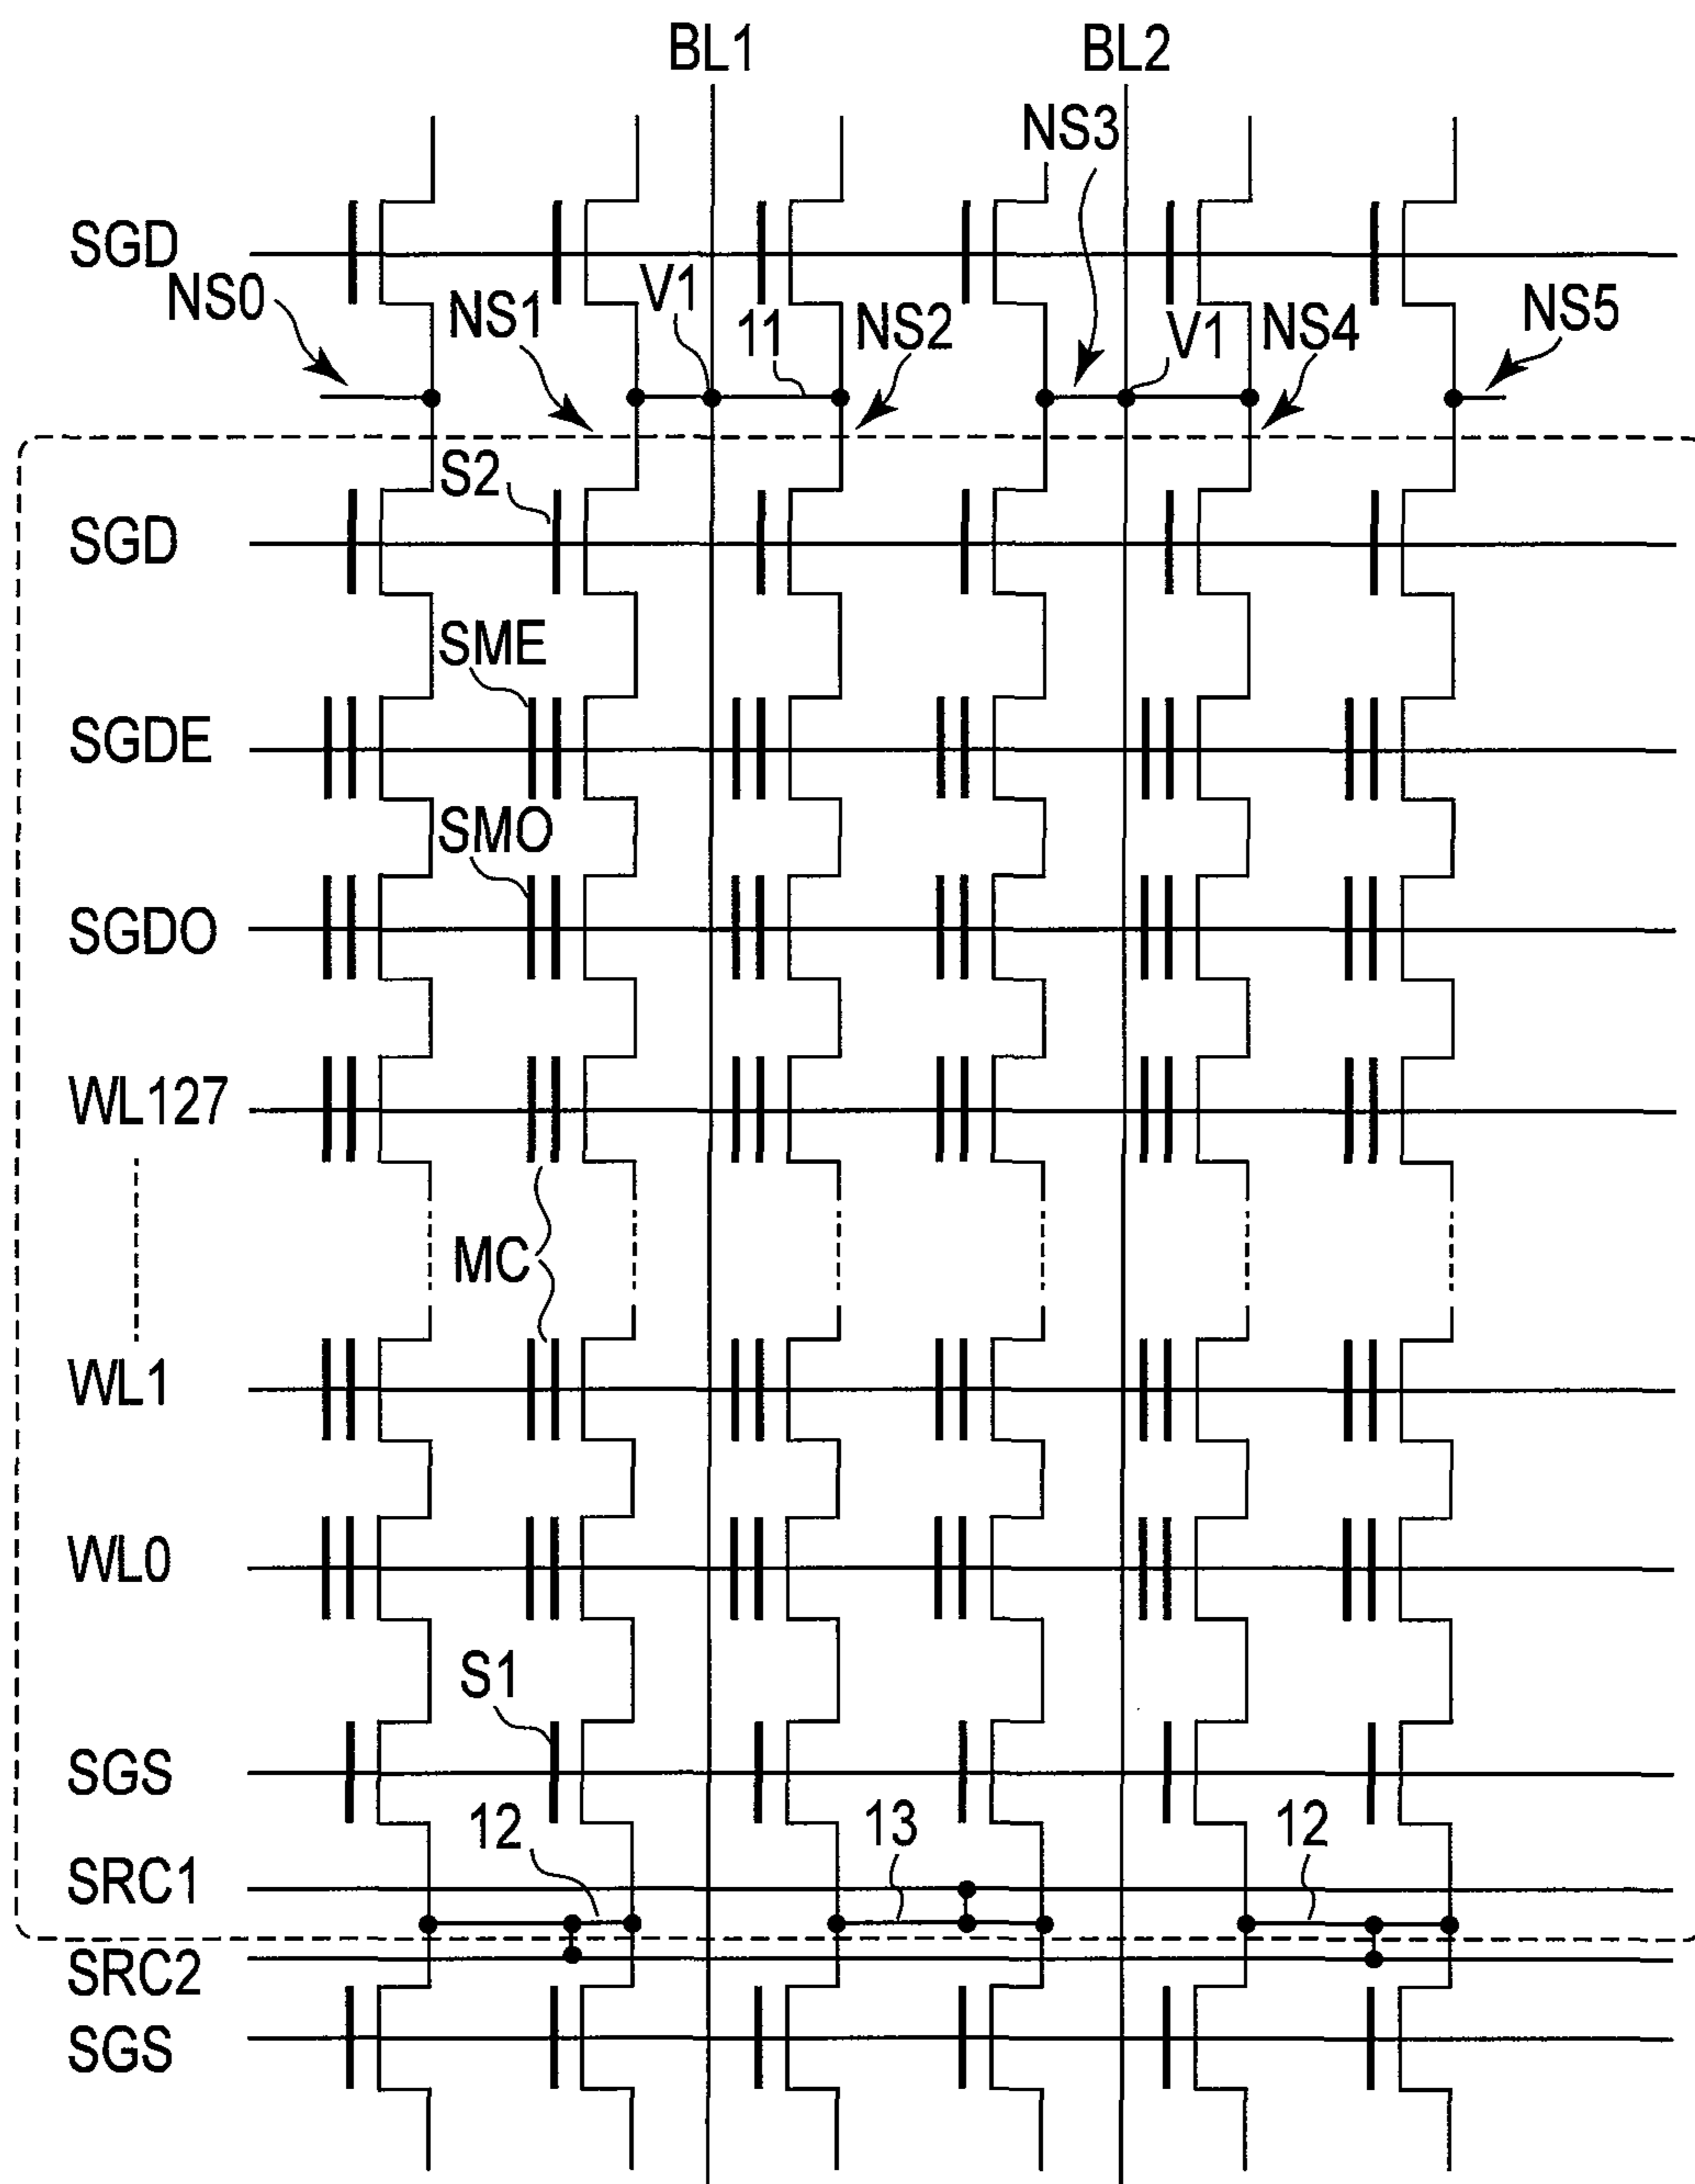 BL1
BL2
NS3
SGD
NS0
NS1
V1
11
NS2
V1
NS4
NS5
S2
SGD
SME
SGDE
SMO
SGDO
WL127
MC
WL1
WL0
S1
SGS
12
13
12
SRC1
SRC2
SGS